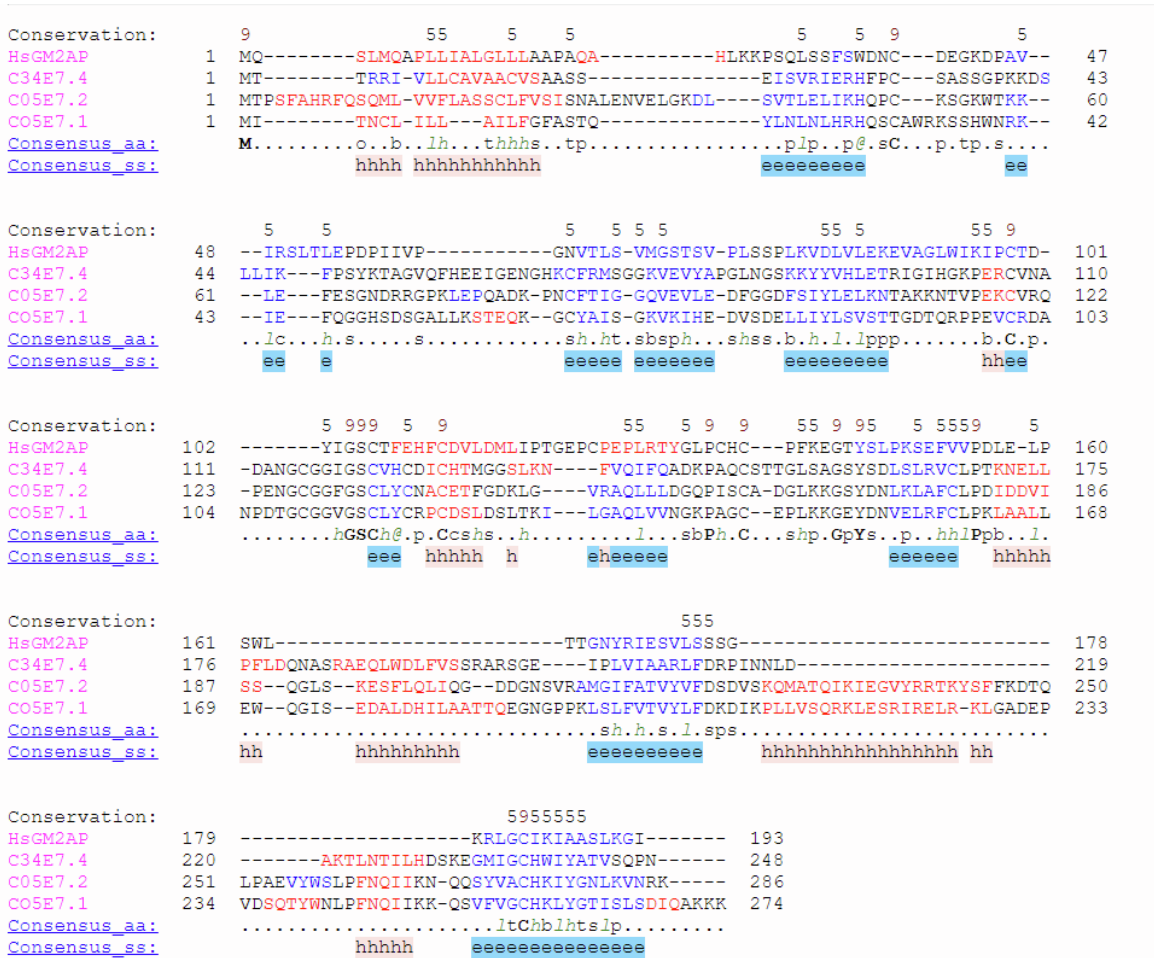 Conservation:       9               55     5    5                   5     5  9          5
HsGM2AP          1  MQ--------SLMQAPLLIALGLLLAAPAQA----------HLKKPSQLSSFSWDNC---DEGKDPAV--   47
C34E7.4          1  MT--------TRRI-VLLCAVAACVSAASS-----------EISVRIERHFPC---SASSGPKKDS   43
C05E7.2          1  MTPSFAHRFQSQML-VVFLASSCLFVSISNALENVELGKDL----SVTLELIKHQPC---KSGKWTKK--   60
CO5E7.1          1  MI--------TNCL-ILL---AILFGFASTQ--------------YLNLNLHRHQSCAWRKSSHWNRK--   42
Consensus_aa:       M.........o..b..lh...thhhs..tp.................plp..p@.sC...p.tp.s....
Consensus_ss:                 hhhh hhhhhhhhhhh                   eeeeeeeee            ee
Conservation:         5    5                    5   5 5 5             55 5         55 9
HsGM2AP         48  --IRSLTLEPDPIIVP-----------GNVTLS-VMGSTSV-PLSSPLKVDLVLEKEVAGLWIKIPCTD-  101
C34E7.4         44  LLIK---FPSYKTAGVQFHEEIGENGHKCFRMSGGKVEVYAPGLNGSKKYYVHLETRIGIHGKPERCVNA  110
C05E7.2         61  --LE---FESGNDRRGPKLEPQADK-PNCFTIG-GQVEVLE-DFGGDFSIYLELKNTAKKNTVPEKCVRQ  122
CO5E7.1         43  --IE---FQGGHSDSGALLKSTEQK--GCYAIS-GKVKIHE-DVSDELLIYLSVSTTGDTQRPPEVCRDA  103
Consensus_aa:       ..lc...h.s.....s............sh.ht.sbsph...shss.b.h.l.lppp.......b.C.p.
Consensus_ss:         ee   e                    eeeee eeeeeee      eeeeeeeee        hhee
Conservation:              5 999   5  9               55   5 9  9    55 9 95    5 5559    5
HsGM2AP        102  -------YIGSCTFEHFCDVLDMLIPTGEPCPEPLRTYGLPCHC---PFKEGTYSLPKSEFVVPDLE-LP  160
C34E7.4        111  -DANGCGGIGSCVHCDICHTMGGSLKN----FVQIFQADKPAQCSTTGLSAGSYSDLSLRVCLPTKNELL  175
C05E7.2        123  -PENGCGGFGSCLYCNACETFGDKLG----VRAQLLLDGQPISCA-DGLKKGSYDNLKLAFCLPDIDDVI  186
CO5E7.1        104  NPDTGCGGVGSCLYCRPCDSLDSLTKI---LGAQLVVNGKPAGC--EPLKKGEYDNVELRFCLPKLAALL  168
Consensus_aa:       ........hGSCh@.p.Ccshs..h.........l...sbPh.C...shp.GpYs..p..hhlPpb..l.
Consensus_ss:                  eee  hhhhh  h      eheeeee                   eeeeee   hhhhh
Conservation:                                             555
HsGM2AP        161  SWL-------------------------TTGNYRIESVLSSSG---------------------------  178
C34E7.4        176  PFLDQNASRAEQLWDLFVSSRARSGE----IPLVIAARLFDRPINNLD----------------------  219
C05E7.2        187  SS--QGLS--KESFLQLIQG--DDGNSVRAMGIFATVYVFDSDVSKQMATQIKIEGVYRRTKYSFFKDTQ  250
CO5E7.1        169  EW--QGIS--EDALDHILAATTQEGNGPPKLSLFVTVYLFDKDIKPLLVSQRKLESRIRELR-KLGADEP  233
Consensus_aa:       ...............................sh.h.s.l.sps...........................
Consensus_ss:       hh        hhhhhhhhh           eeeeeeeeee     hhhhhhhhhhhhhhhhh hh
Conservation:                              5955555
HsGM2AP        179  --------------------KRLGCIKIAASLKGI-------  193
C34E7.4        220  -------AKTLNTILHDSKEGMIGCHWIYATVSQPN------  248
C05E7.2        251  LPAEVYWSLPFNQIIKN-QQSYVACHKIYGNLKVNRK-----  286
CO5E7.1        234  VDSQTYWNLPFNQIIKK-QSVFVGCHKLYGTISLSDIQAKKK  274
Consensus_aa:       ......................ltChblhtslp.........
Consensus_ss:                 hhhhh     eeeeeeeeeeeeeee